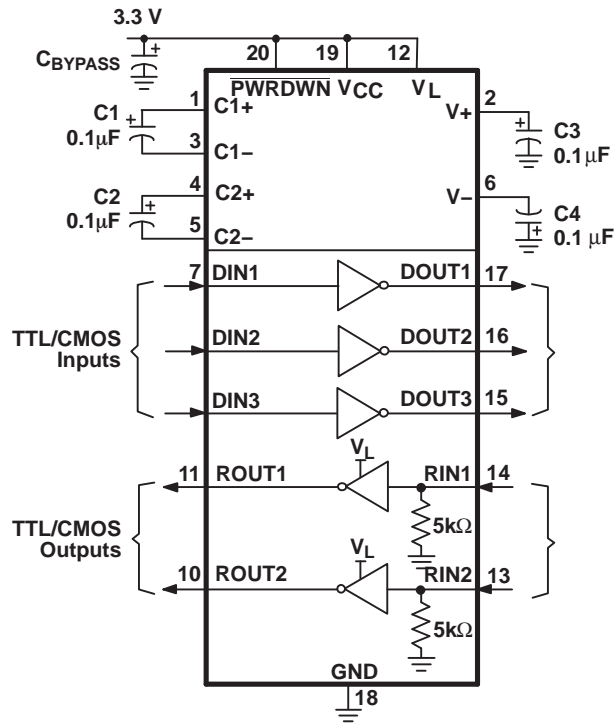 3.3 V
20 19 12
CBYPASS
PWRDWN VCC VL
C1 0.1µF
1 C1+
3 C1−
V+ 2
C3 0.1 µF
C2 0.1µF
4 C2+
5 C2−
V− 6
C4 0.1 µF
7 DIN1 DOUT1 17
TTL/CMOS
Inputs
DIN2 DOUT2 16
DIN3 DOUT3 15
VL
11 ROUT1 RIN1 14
5kΩ
TTL/CMOS
Outputs
VL
10 ROUT2 RIN2 13
5kΩ
GND
18